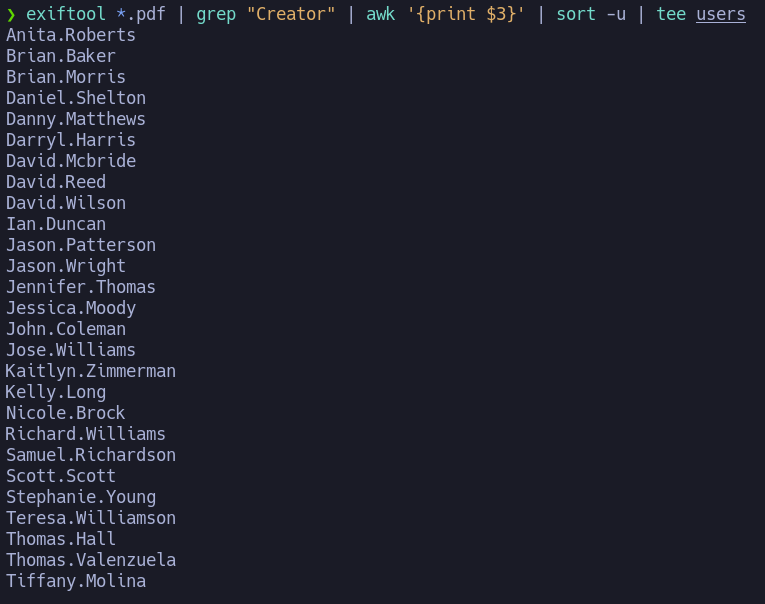 ❯ exiftool *.pdf | grep "Creator" | awk '{print $3}' | sort -u | tee users
Anita.Roberts
Brian.Baker
Brian.Morris
Daniel.Shelton
Danny.Matthews
Darryl.Harris
David.Mcbride
David.Reed
David.Wilson
Ian.Duncan
Jason.Patterson
Jason.Wright
Jennifer.Thomas
Jessica.Moody
John.Coleman
Jose.Williams
Kaitlyn.Zimmerman
Kelly.Long
Nicole.Brock
Richard.Williams
Samuel.Richardson
Scott.Scott
Stephanie.Young
Teresa.Williamson
Thomas.Hall
Thomas.Valenzuela
Tiffany.Molina